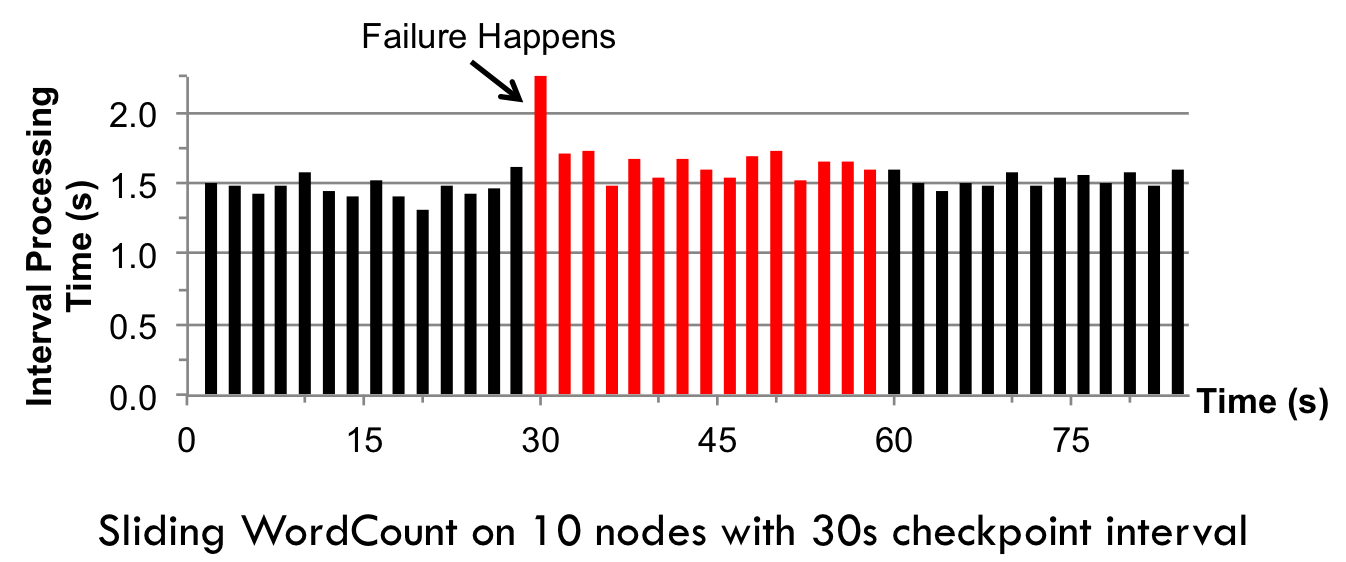 Failure Happens
Interval Processing
Time (s)
2.0
1.5
1.0
0.5
0.0
0 15 30 45 60 75
Time (s)
Sliding WordCount on 10 nodes with 30s checkpoint interval